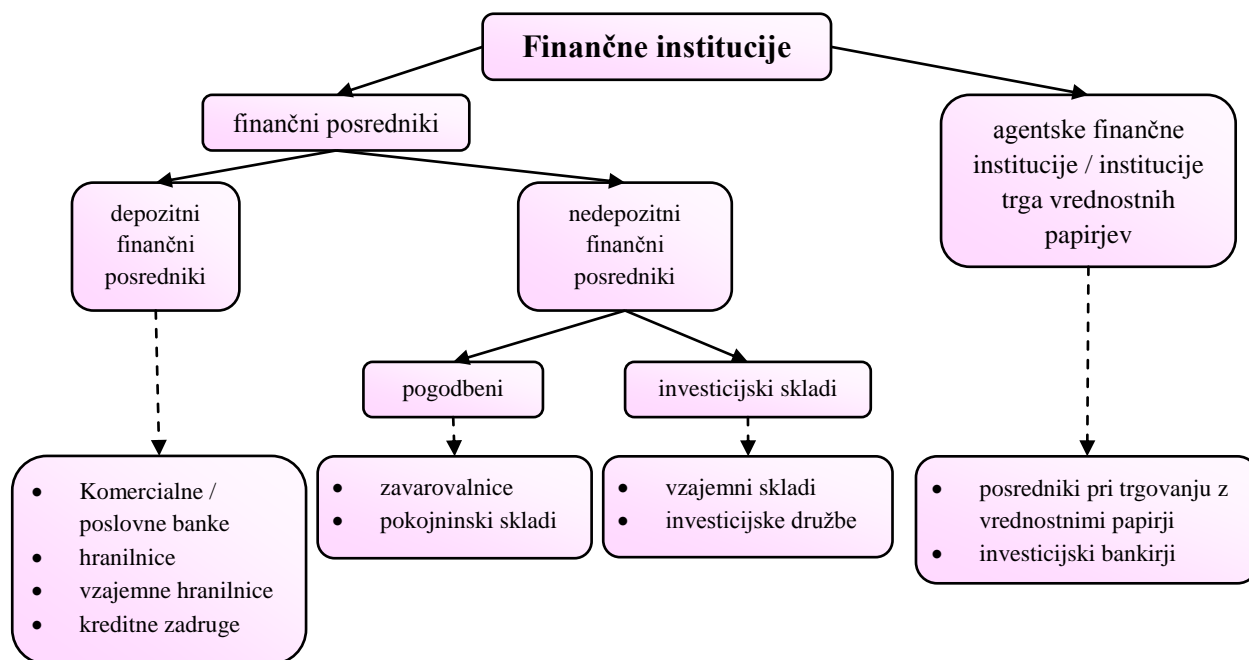 Finančne institucije
finančni posredniki
agentske finančne
institucije / institucije
trga vrednostnih
papirjev
depozitni
finančni
posredniki
nedepozitni
finančni
posredniki
pogodbeni
investicijski skladi
• Komercialne /
poslovne banke
• hranilnice
• vzajemne hranilnice
• kreditne zadruge
• zavarovalnice
• pokojninski skladi
• vzajemni skladi
• investicijske družbe
• posredniki pri trgovanju z
vrednostnimi papirji
• investicijski bankirji